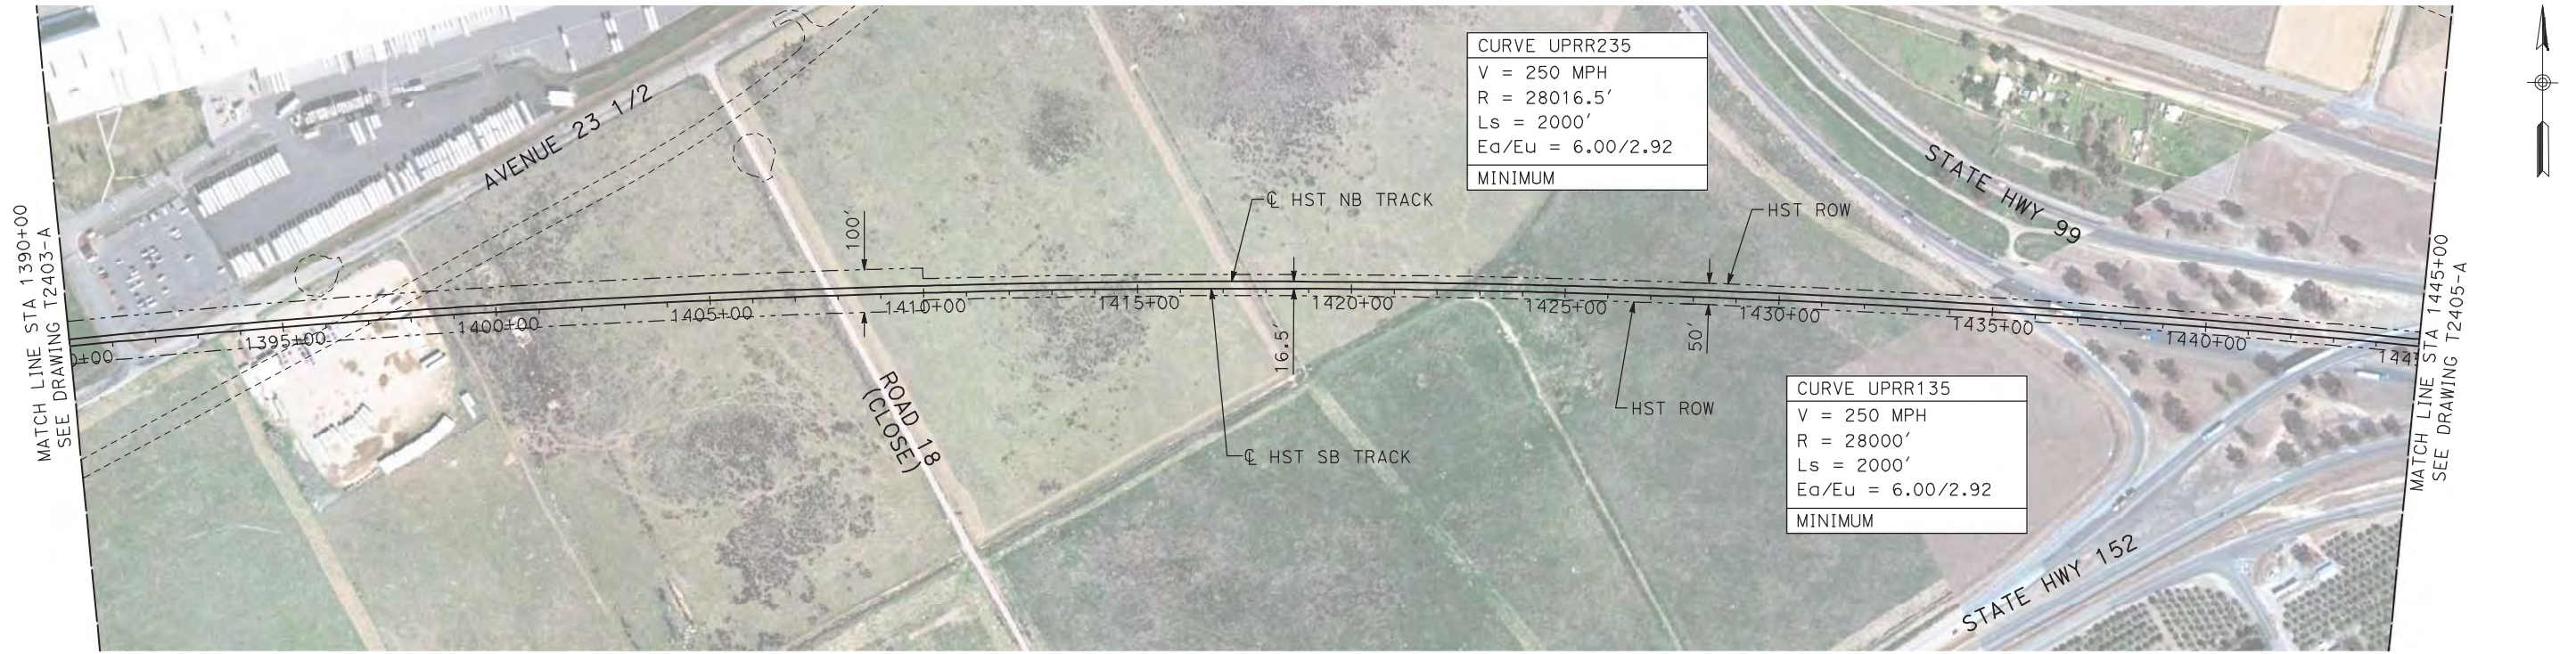 MATCH LINE STA 1390+00
SEE DRAWING T2403-A
AVENUE 23 1/2
CURVE UPRR235
V = 250 MPH
R = 28016.5'
Ls = 2000'
Ea/Eu = 6.00/2.92
MINIMUM
STATE HWY 99
100'
℄ HST NB TRACK
HST ROW
0+00
1395+00
1400+00
1405+00
1410+00
1415+00
1420+00
1425+00
1430+00
1435+00
1440+00
144
16.5'
50'
ROAD 18
(CLOSE)
℄ HST SB TRACK
HST ROW
CURVE UPRR135
V = 250 MPH
R = 28000'
Ls = 2000'
Ea/Eu = 6.00/2.92
MINIMUM
STATE HWY 152
MATCH LINE STA 1445+00
SEE DRAWING T2405-A